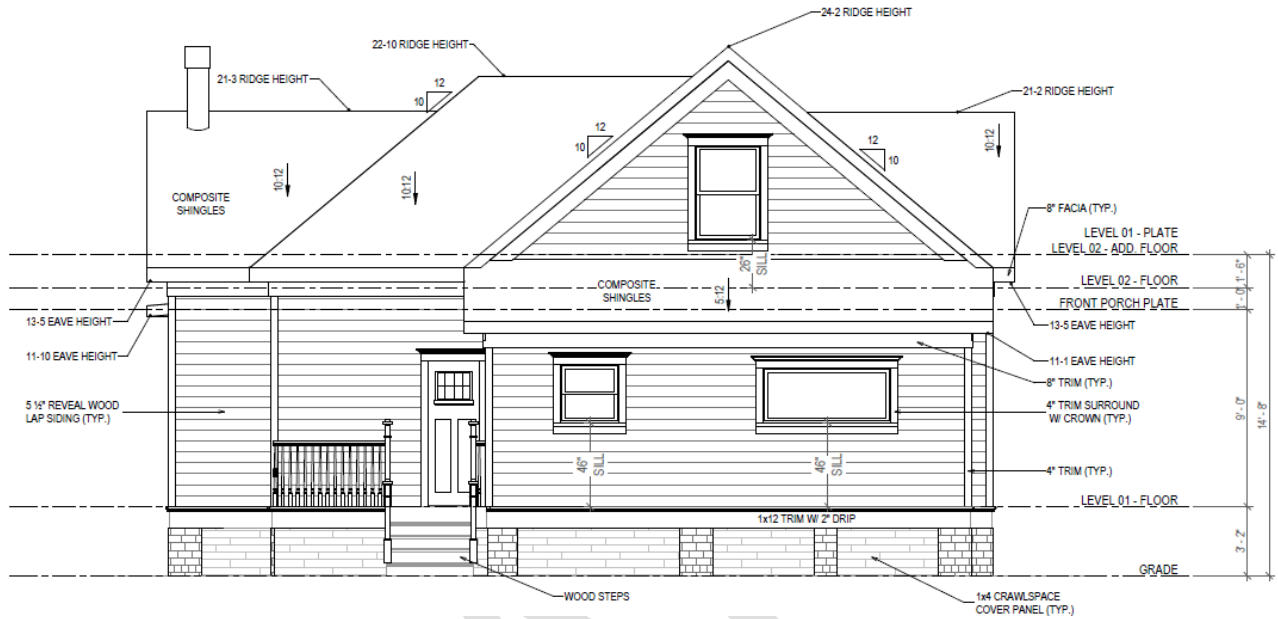 24-2 RIDGE HEIGHT
22-10 RIDGE HEIGHT
21-3 RIDGE HEIGHT
12
10
21-2 RIDGE HEIGHT
12
10
12
10
10:12
10:12
10:12
COMPOSITE
SHINGLES
8" FACIA (TYP.)
LEVEL 01 - PLATE
LEVEL 02 - ADD. FLOOR
26"
SILL
1' - 6"
LEVEL 02 - FLOOR
COMPOSITE
SHINGLES
5:12
1' - 0"
FRONT PORCH PLATE
13-5 EAVE HEIGHT
13-5 EAVE HEIGHT
11-10 EAVE HEIGHT
11-1 EAVE HEIGHT
8" TRIM (TYP.)
5 ½" REVEAL WOOD
LAP SIDING (TYP.)
4" TRIM SURROUND
W/ CROWN (TYP.)
9' - 0"
14' - 8"
46"
SILL
46"
SILL
4" TRIM (TYP.)
LEVEL 01 - FLOOR
1x12 TRIM W/ 2" DRIP
3' - 2"
GRADE
WOOD STEPS
1x4 CRAWLSPACE
COVER PANEL (TYP.)